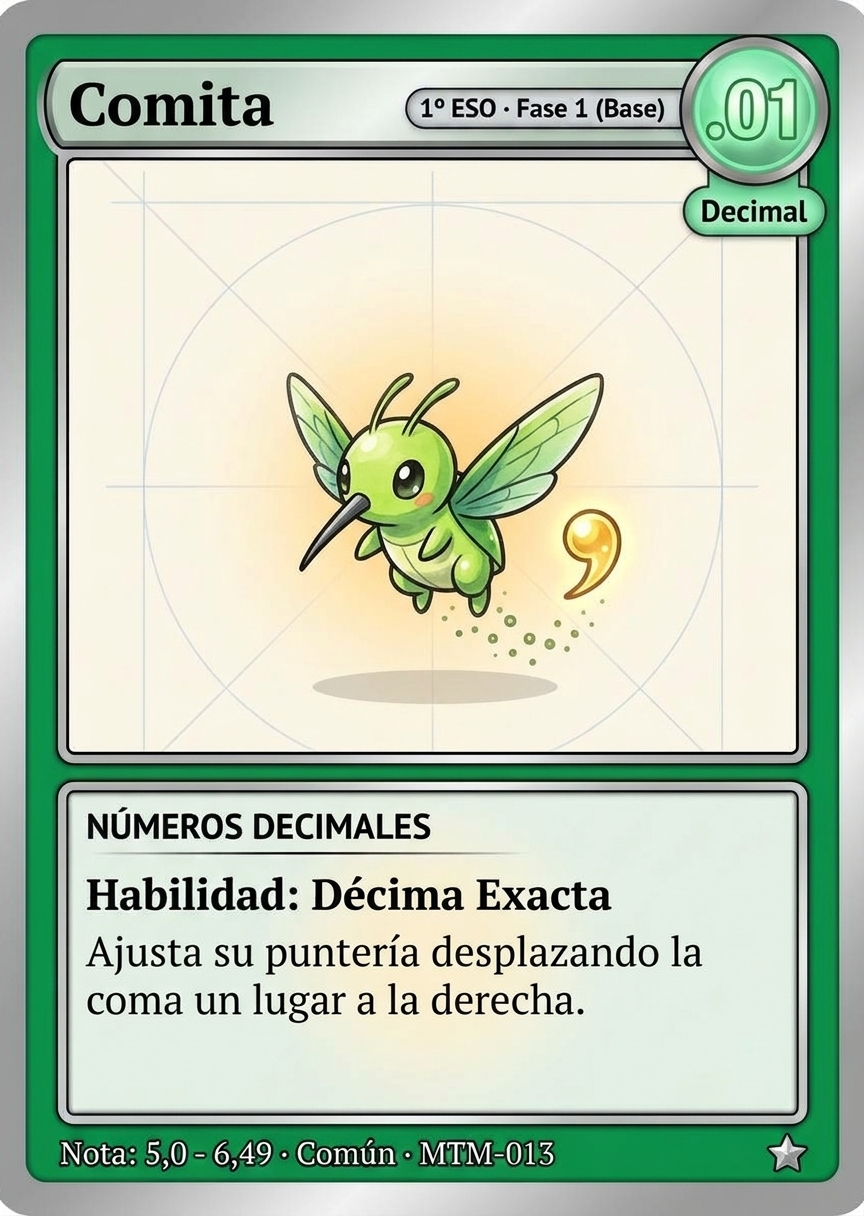 Comita
1º ESO · Fase 1 (Base)
.01
Decimal
,
NÚMEROS DECIMALES
Habilidad: Décima Exacta
Ajusta su puntería desplazando la
coma un lugar a la derecha.
Nota: 5,0 - 6,49 · Común · MTM-013